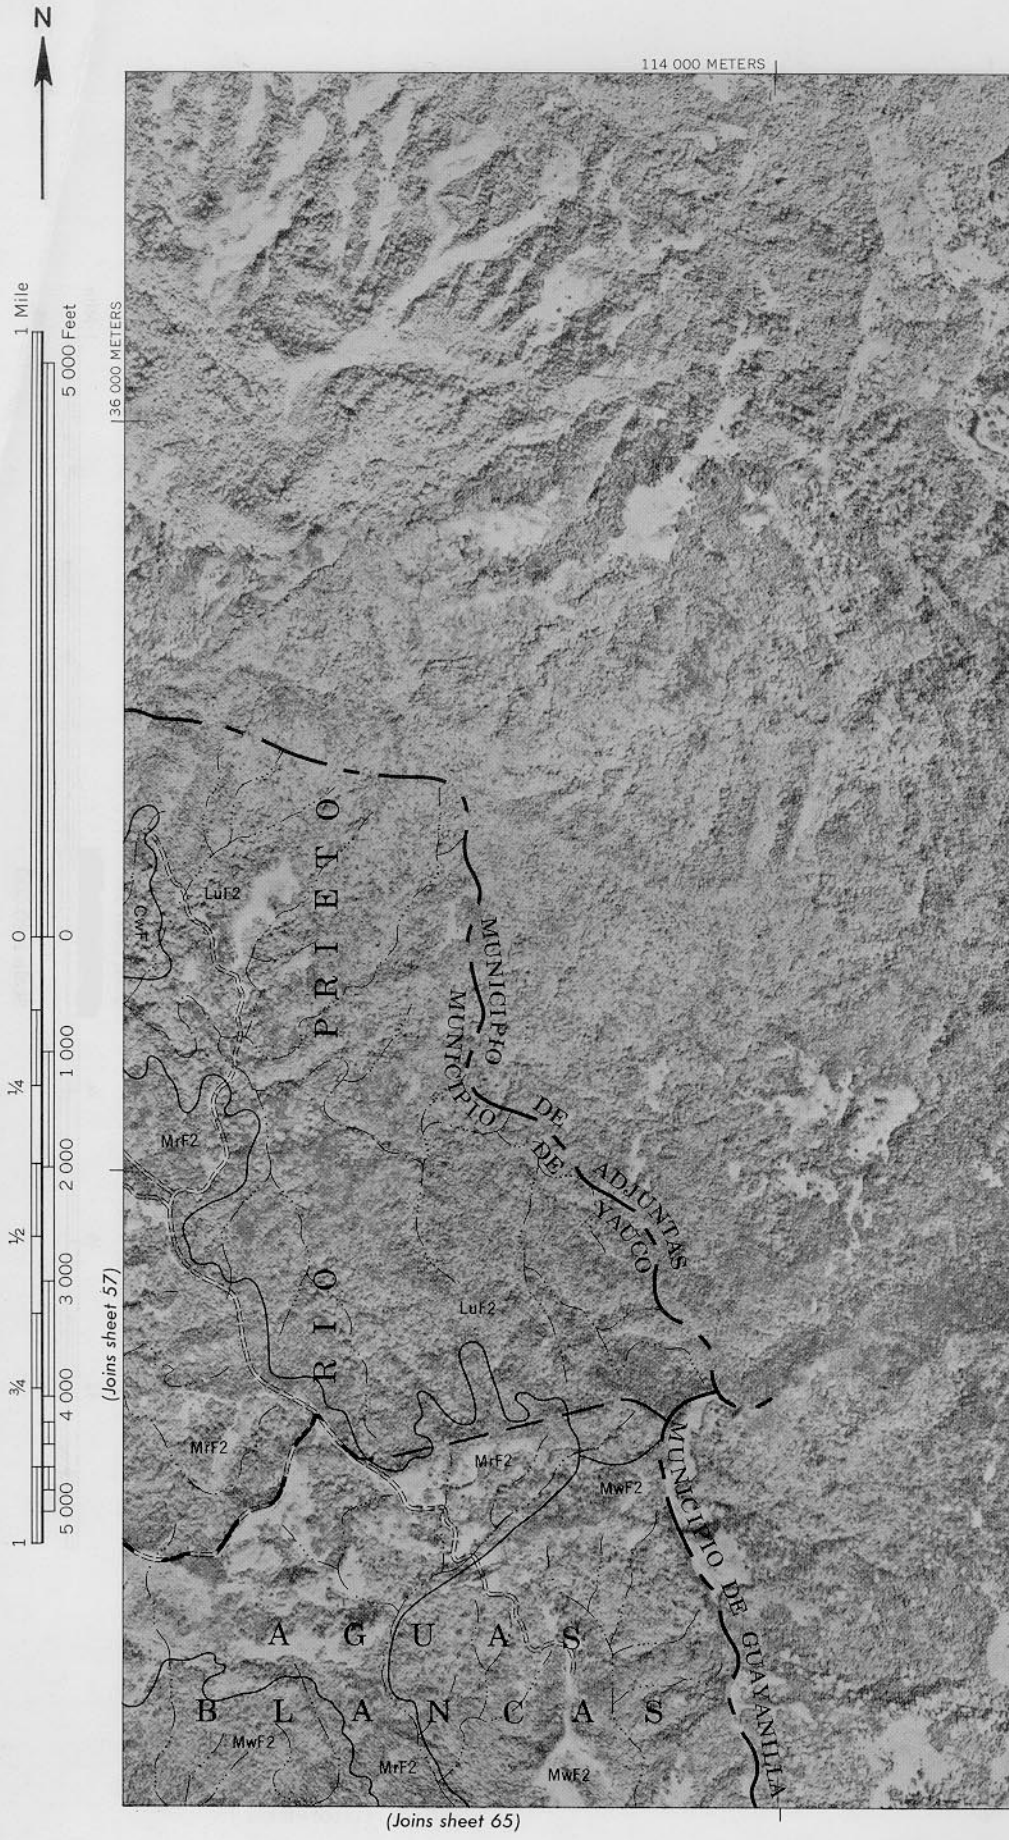 N
114 000 METERS
1 Mile
5 000 Feet
36 000 METERS
RIO PRIETO
LuF2
CwF
0
0
MUNICIPIO DE ADJUNTAS
MUNICIPIO DE YAUCO
1/4
1 000
MrF2
2 000
1/2
3 000
(Joins sheet 57)
LuF2
3/4
4 000
MrF2
MrF2
MwF2
MUNICIPIO DE GUAYANILLA
5 000
1
AGUAS
BLANCAS
MwF2
MrF2
MwF2
(Joins sheet 65)